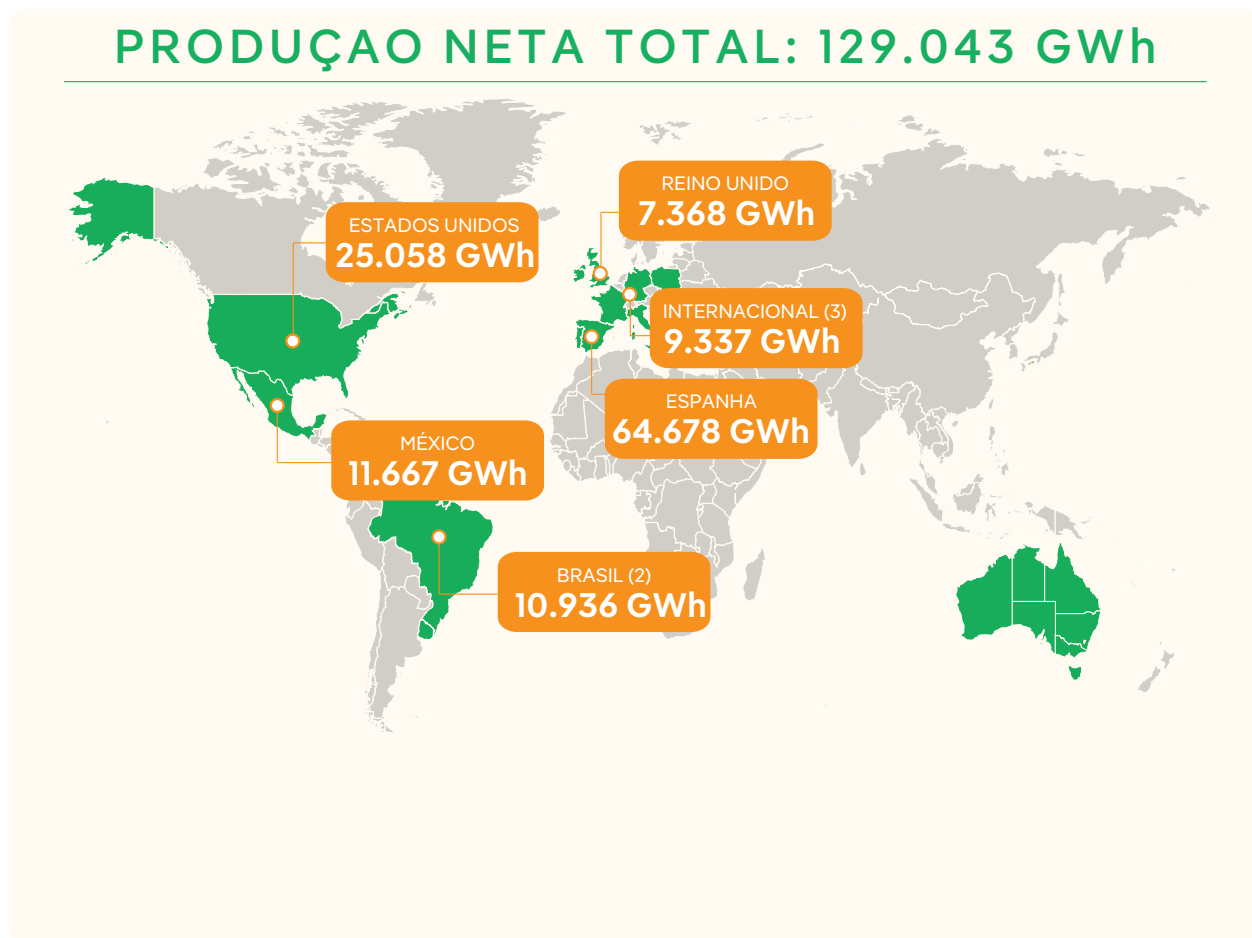 PRODUÇAO NETA TOTAL: 129.043 GWh
REINO UNIDO
7.368 GWh
ESTADOS UNIDOS
25.058 GWh
INTERNACIONAL (3)
9.337 GWh
ESPANHA
64.678 GWh
MÉXICO
11.667 GWh
BRASIL (2)
10.936 GWh